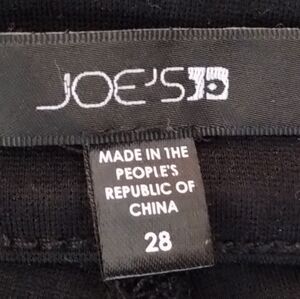 JOE'S
MADE IN THE
PEOPLE'S
REPUBLIC OF
CHINA
28